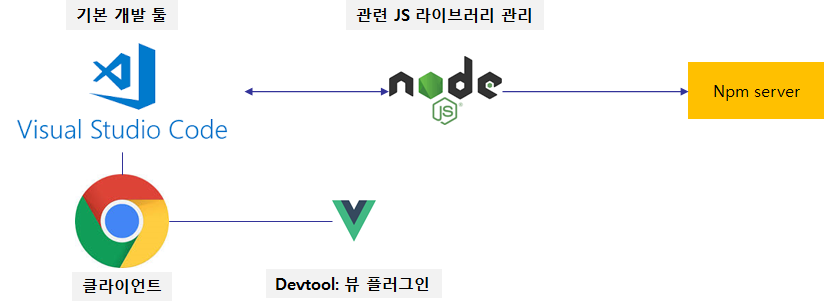 기본 개발 툴
관련 JS 라이브러리 관리
Visual Studio Code
node
JS
Npm server
클라이언트
Devtool: 뷰 플러그인